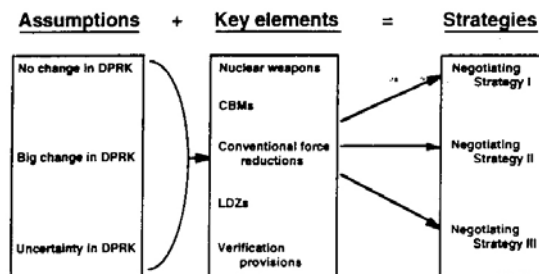 Assumptions + Key elements = Strategies
No change in DPRK
Big change in DPRK
Uncertainty in DPRK
Nuclear weapons
CBMs
Conventional force
reductions
LDZs
Verification
provisions
Negotiating
Strategy I
Negotiating
Strategy II
Negotiating
Strategy III